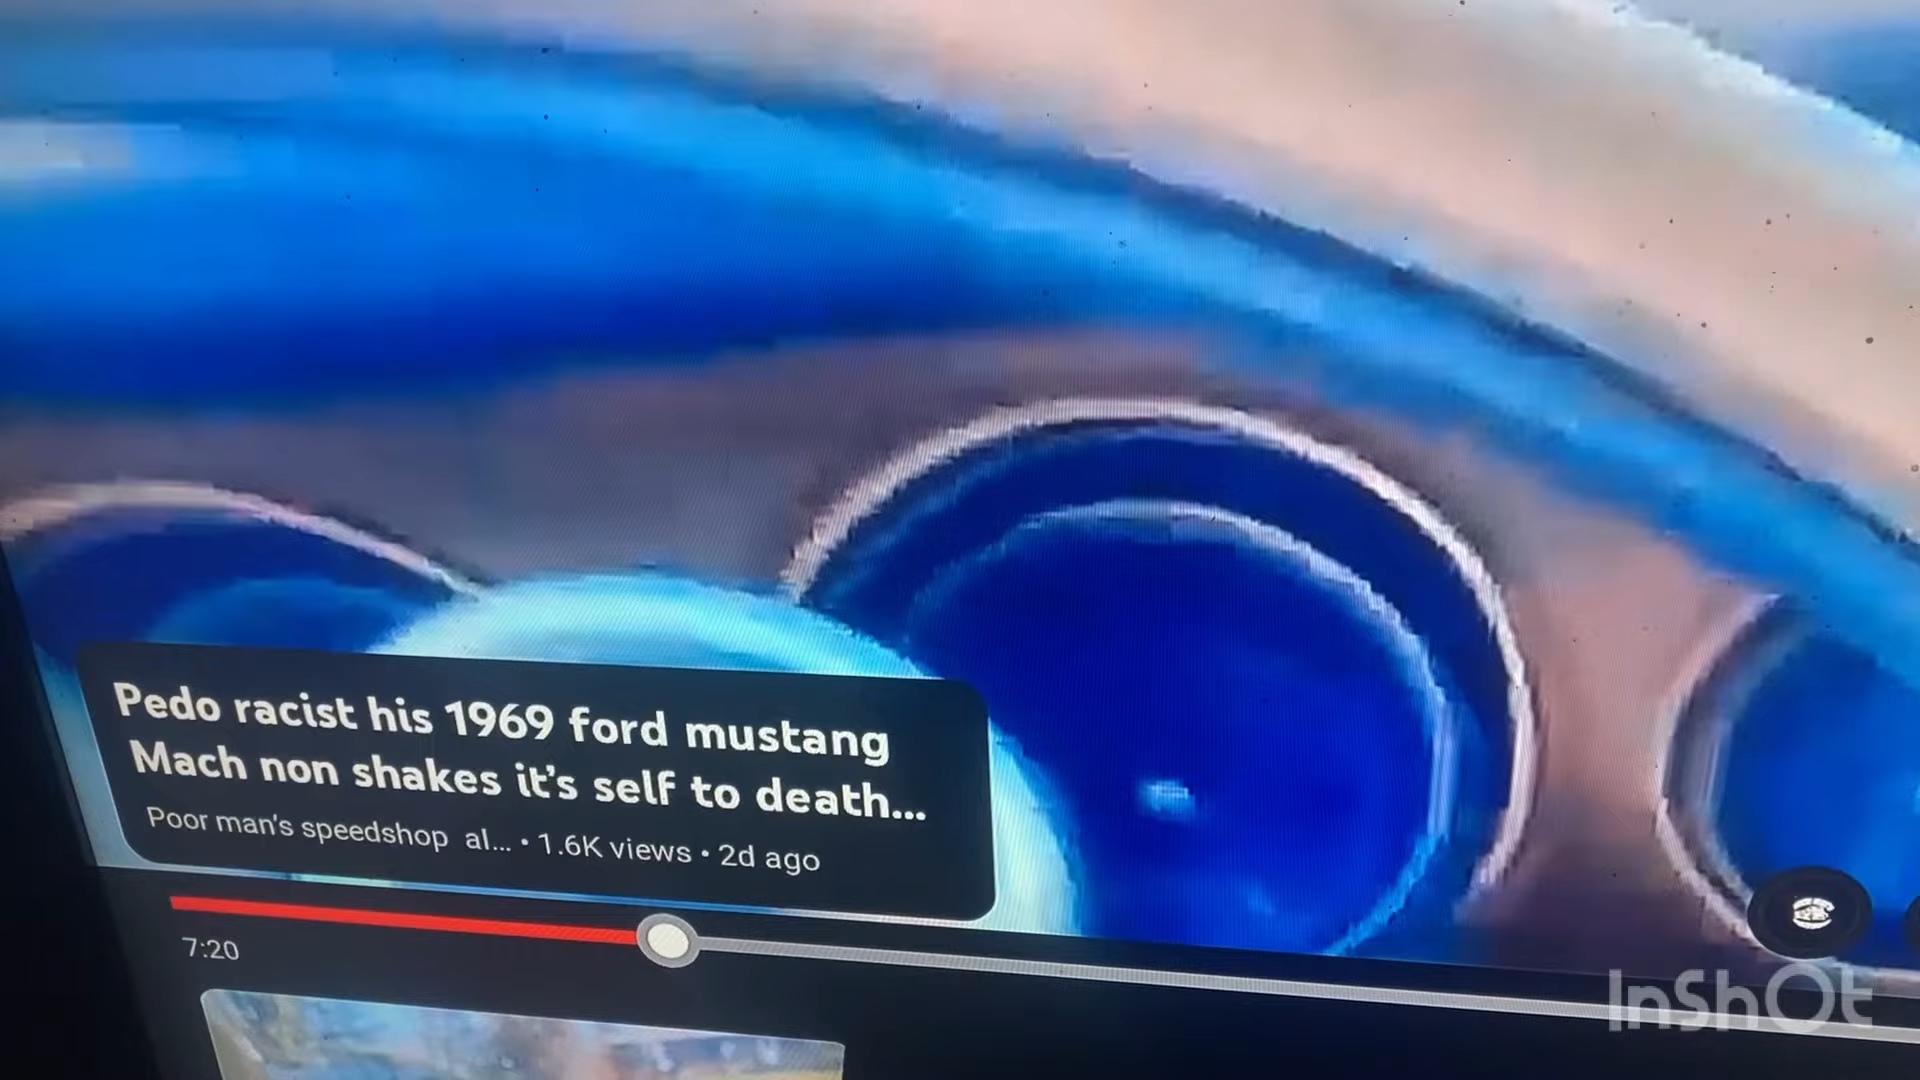 Pedo racist his 1969 ford mustang
Mach non shakes it's self to death...
Poor man's speedshop al... • 1.6K views • 2d ago
7:20
InShOt